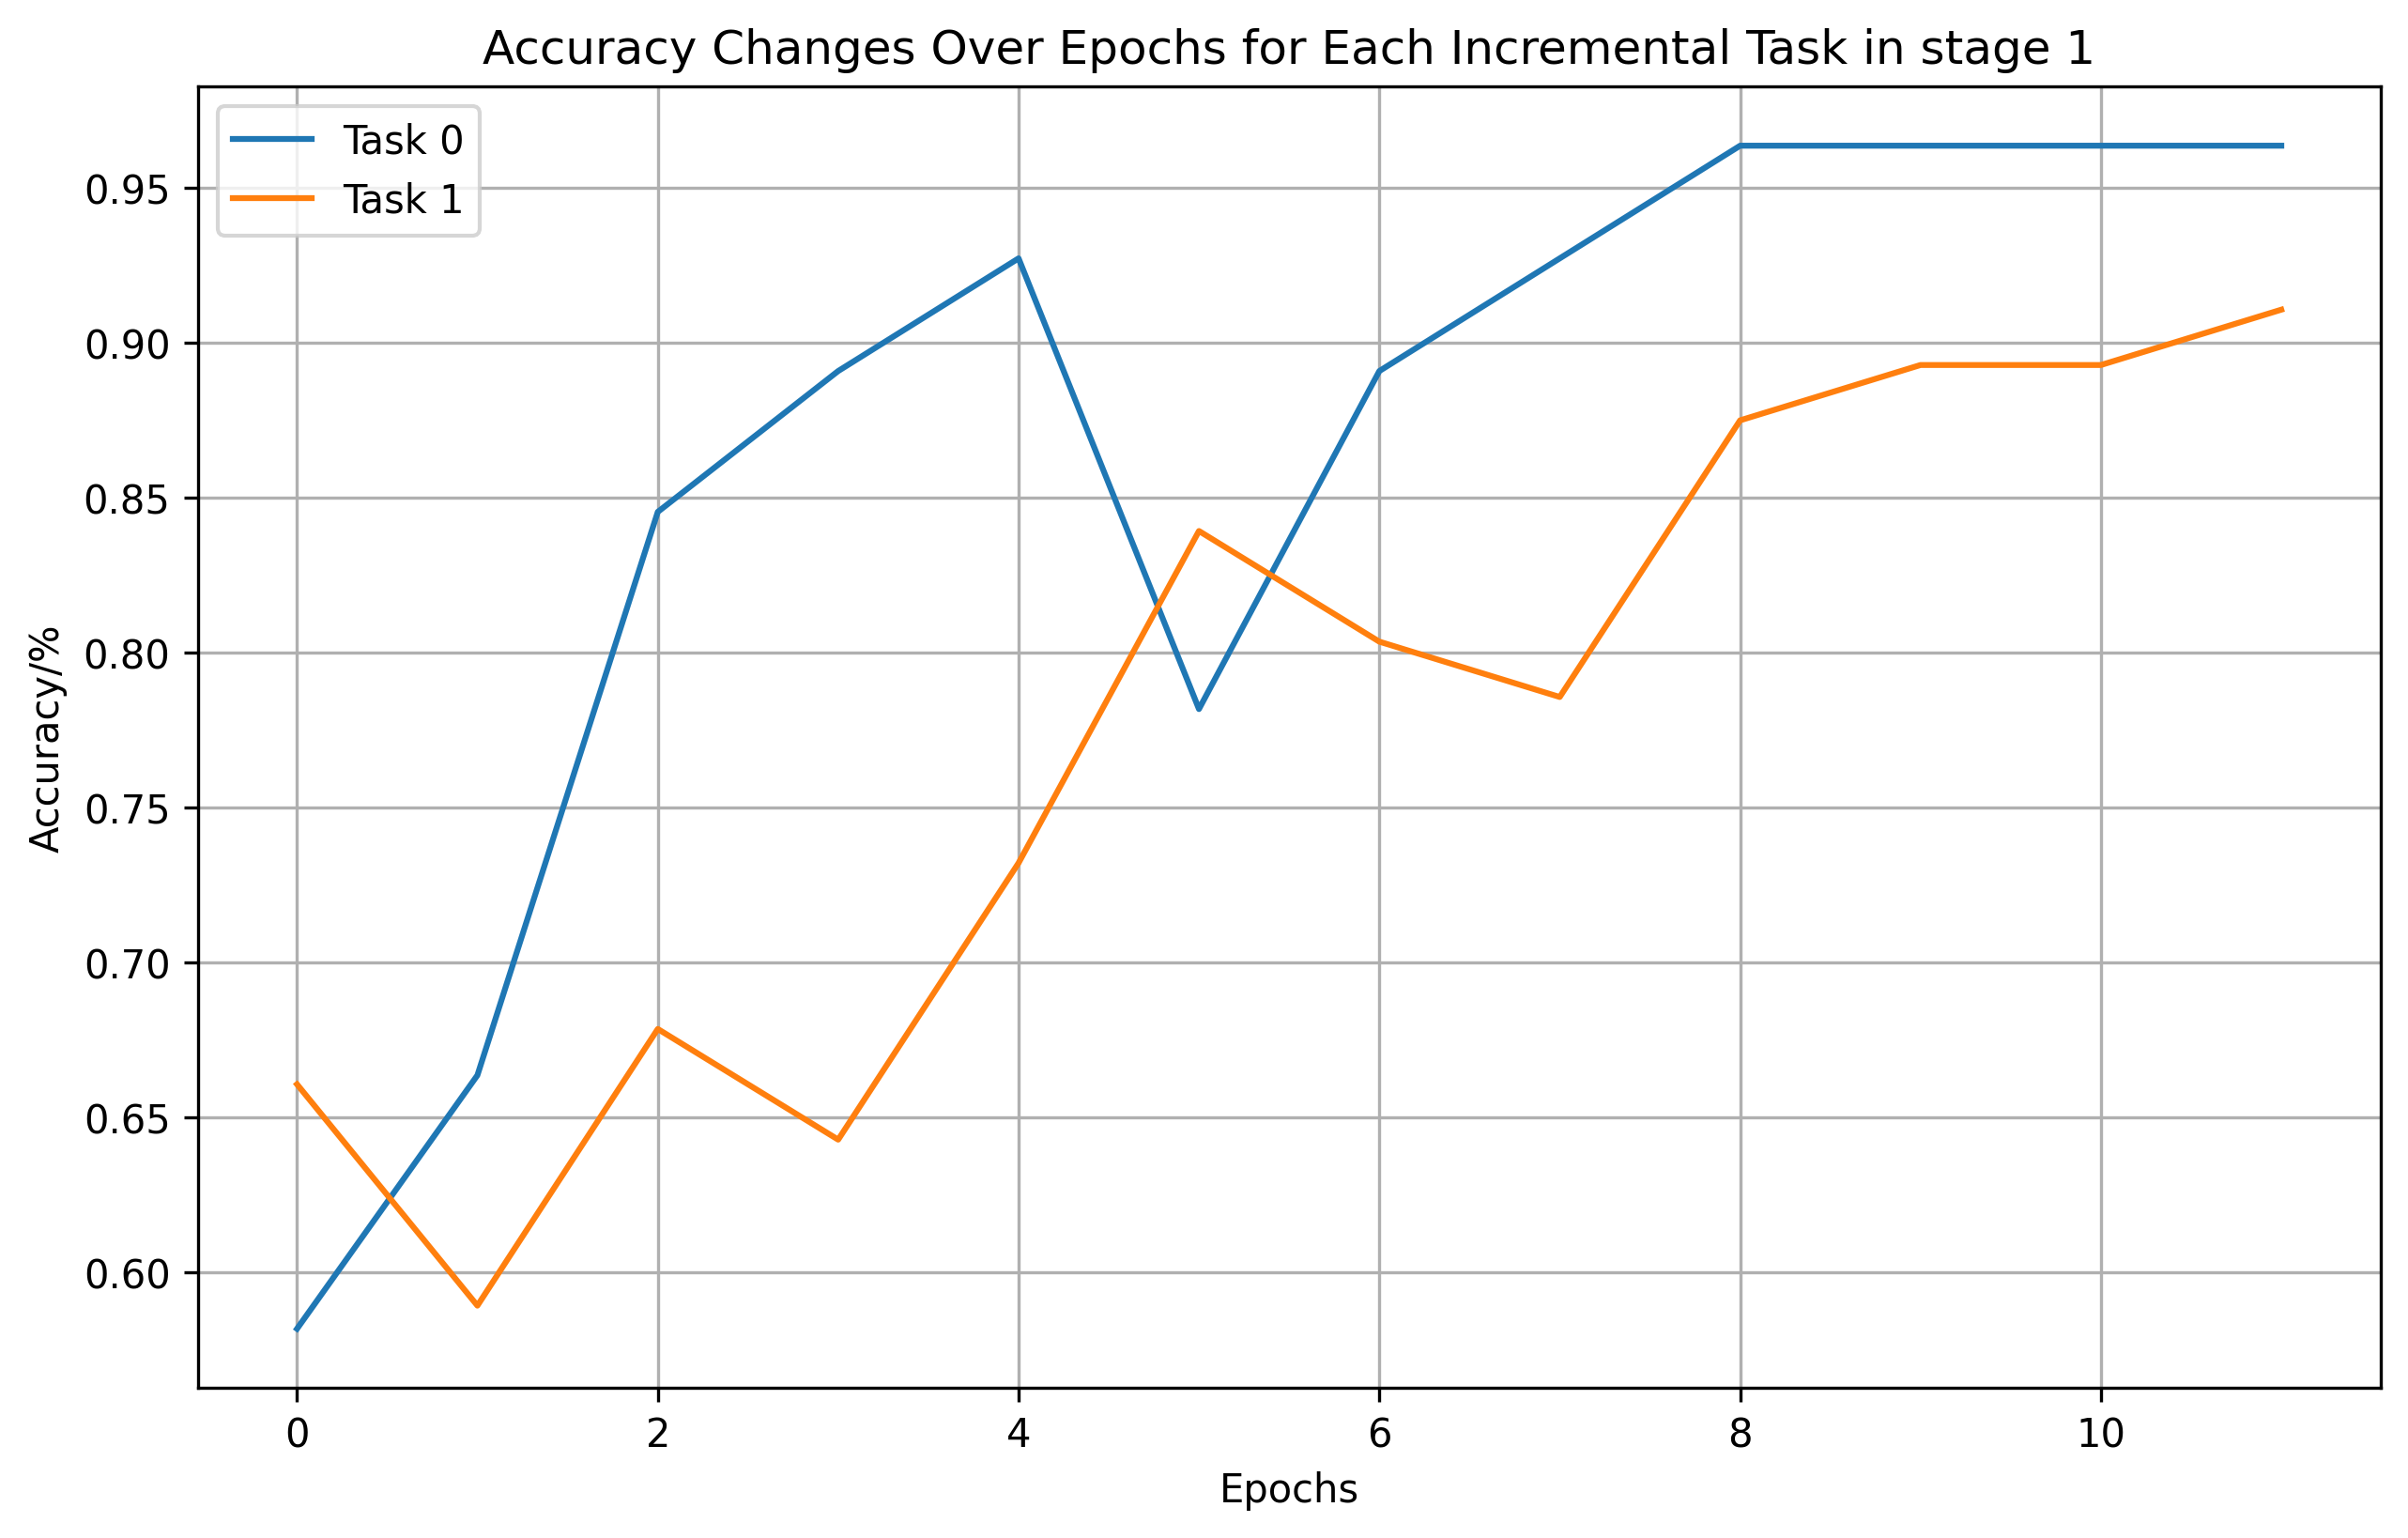 Accuracy Changes Over Epochs for Each Incremental Task in stage 1
Task 0
Task 1
0.95
0.90
0.85
0.80
0.75
0.70
0.65
0.60
Accuracy/%
0 2 4 6 8 10
Epochs